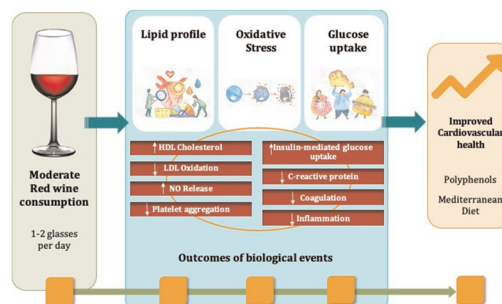 Moderate
Red wine
consumption
1-2 glasses
per day
Lipid profile
Oxidative
Stress
Glucose
uptake
↑ HDL Cholesterol
↓ LDL Oxidation
↑ NO Release
↓ Platelet aggregation
↑ Insulin-mediated glucose
uptake
↓ C-reactive protein
↓ Coagulation
↓ Inflammation
Outcomes of biological events
Improved
Cardiovascular
health
Polyphenols
Mediterranean
Diet